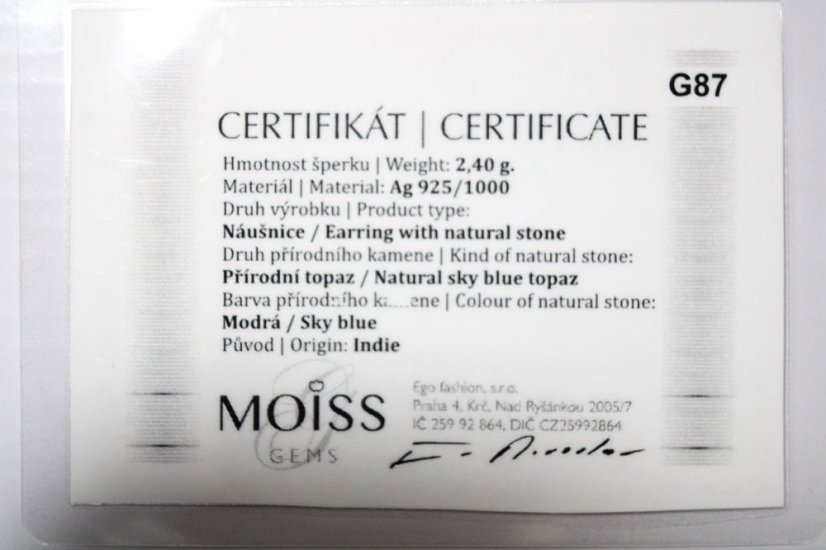 G87
CERTIFIKÁT | CERTIFICATE
Hmotnost šperku | Weight: 2,40 g.
Materiál | Material: Ag 925/1000
Druh výrobku | Product type:
Náušnice / Earring with natural stone
Druh přírodního kamene | Kind of natural stone:
Přírodní topaz / Natural sky blue topaz
Barva přírodního kamene | Colour of natural stone:
Modrá / Sky blue
Původ | Origin: Indie
MOISS
GEMS
Ego fashion, s.r.o.
Praha 4, Krč, Nad Ryšánkou 2005/7
IČ 259 92 864, DIČ CZ25992864